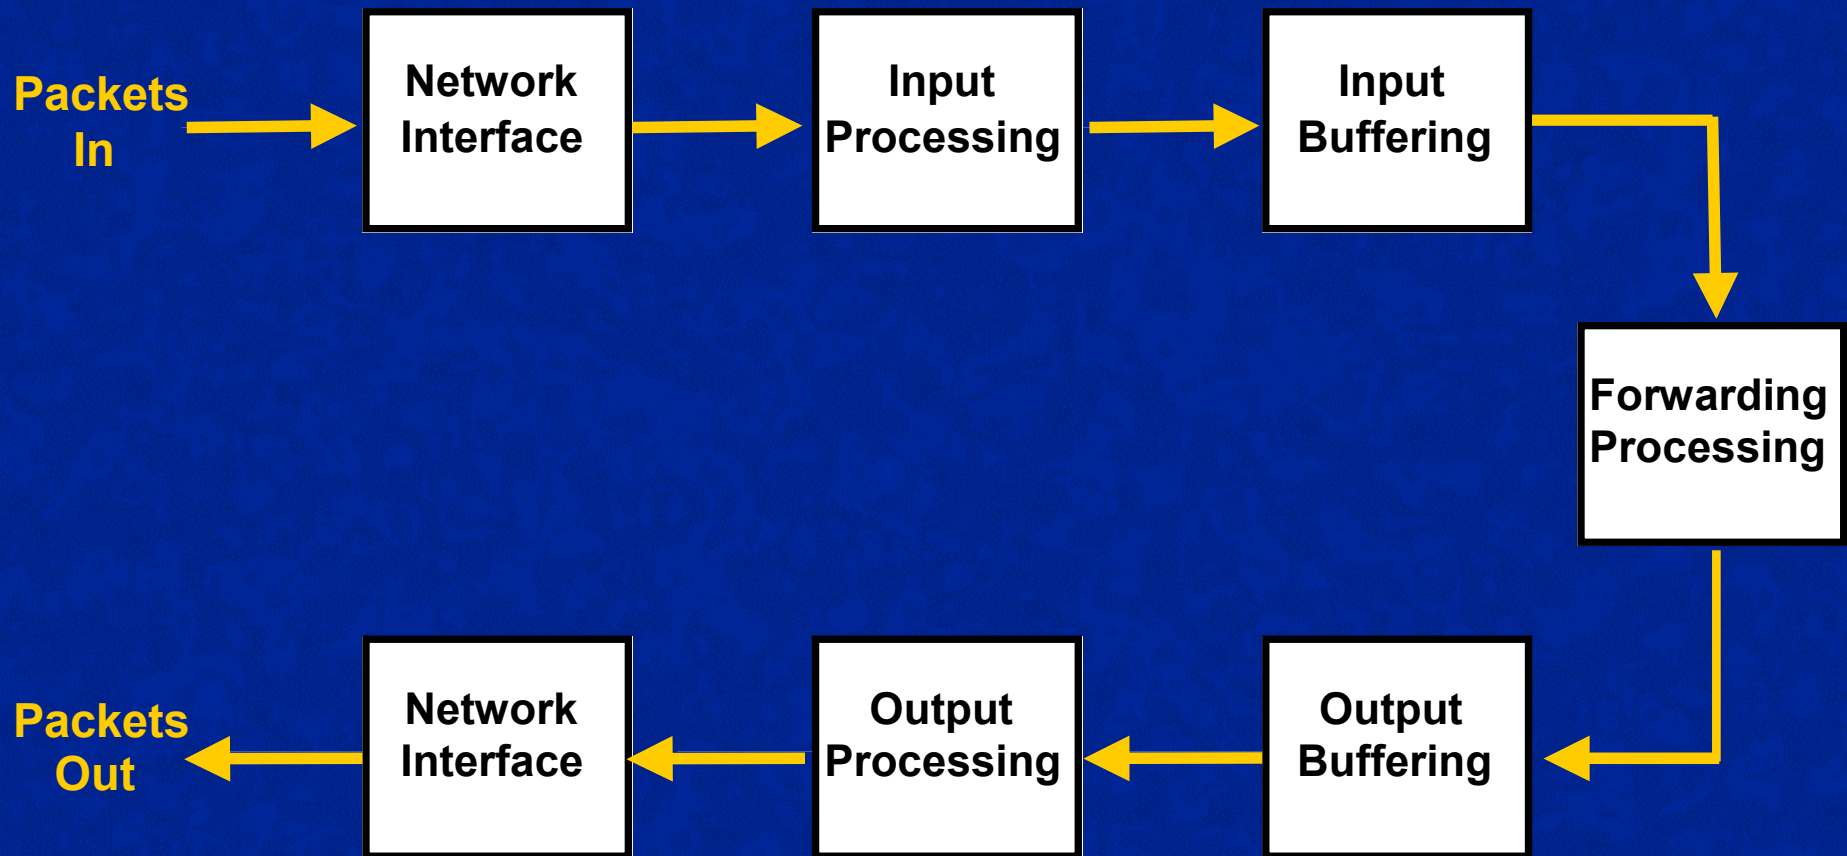 Packets
In
Network
Interface
Input
Processing
Input
Buffering
Forwarding
Processing
Packets
Out
Network
Interface
Output
Processing
Output
Buffering